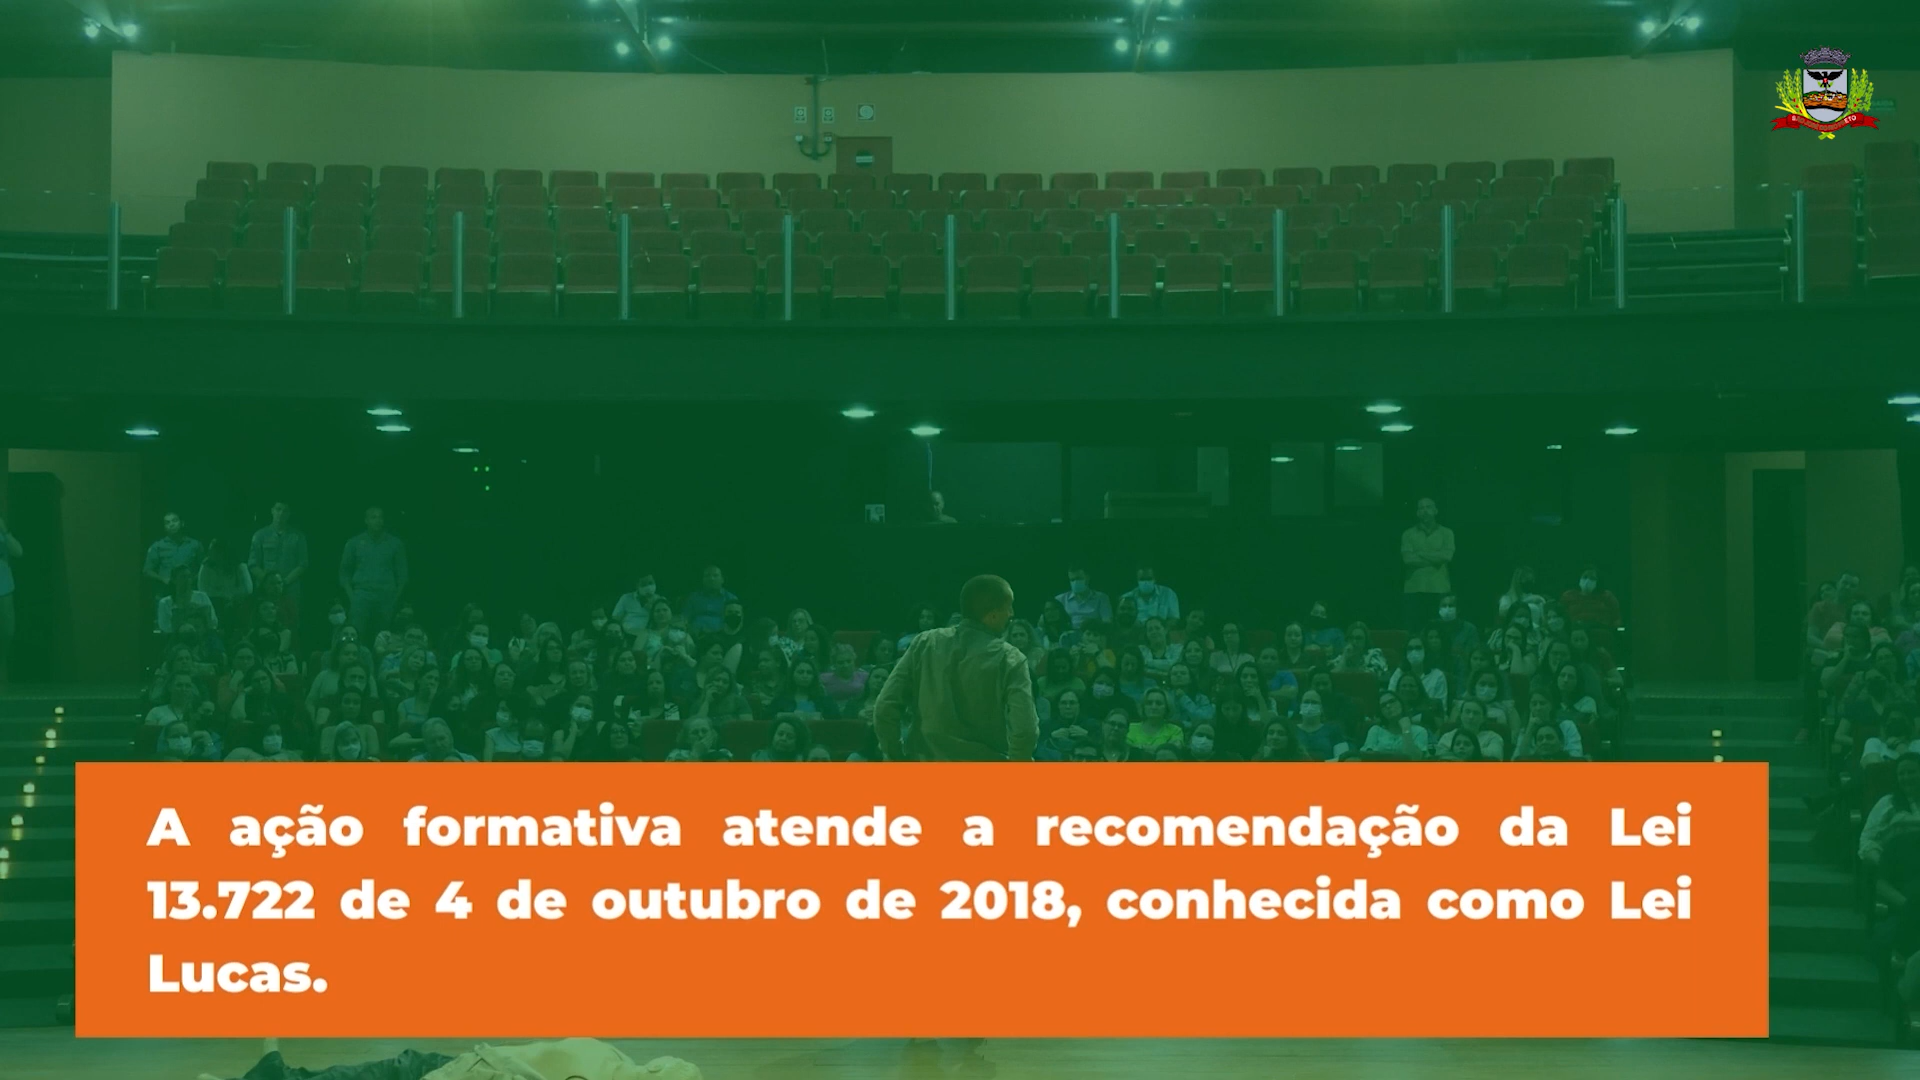 A ação formativa atende a recomendação da Lei
13.722 de 4 de outubro de 2018, conhecida como Lei
Lucas.